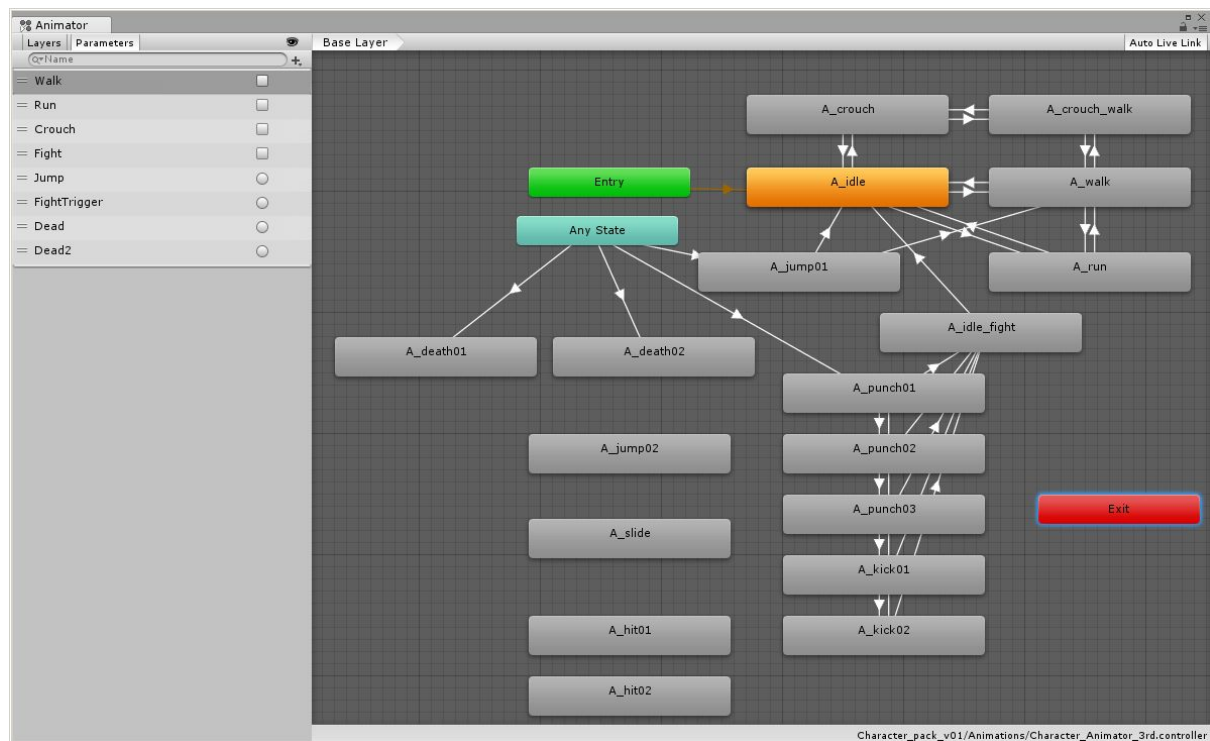 Animator
Layers Parameters
Name
Walk
Run
Crouch
Fight
Jump
FightTrigger
Dead
Dead2
Base Layer
Auto Live Link
A_crouch
A_crouch_walk
Entry
A_idle
A_walk
Any State
A_jump01
A_run
A_idle_fight
A_death01
A_death02
A_punch01
A_jump02
A_punch02
A_punch03
Exit
A_slide
A_kick01
A_hit01
A_kick02
A_hit02
Character_pack_v01/Animations/Character_Animator_3rd.controller